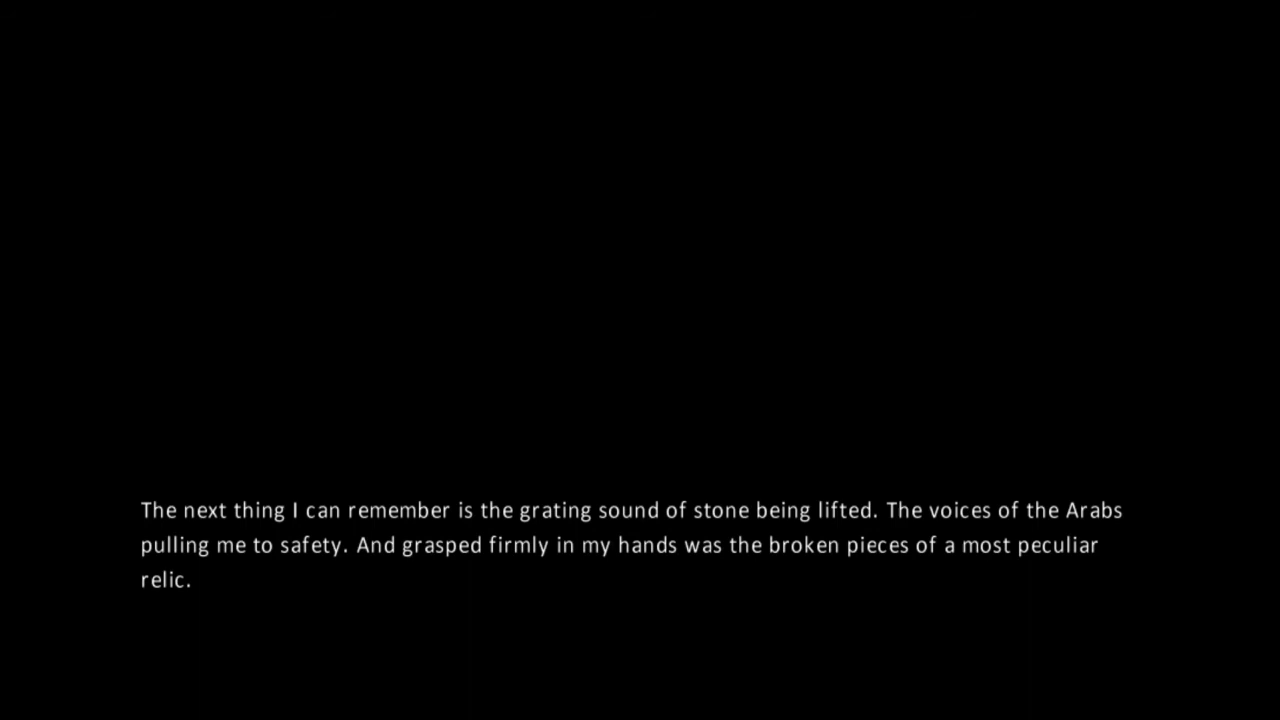 The next thing I can remember is the grating sound of stone being lifted. The voices of the Arabs
pulling me to safety. And grasped firmly in my hands was the broken pieces of a most peculiar
relic.